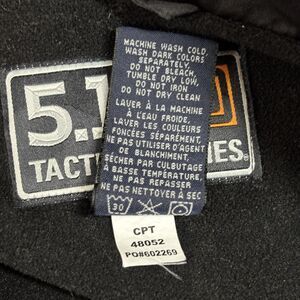 MACHINE WASH COLD,
WASH DARK COLORS
SEPARATELY.
DO NOT BLEACH,
TUMBLE DRY LOW,
DO NOT IRON
DO NOT DRY CLEAN
LAVER À LA MACHINE
À L'EAU FROIDE,
LAVER LES COULEURS
FONCÉES SÉPARÉMENT,
NE PAS UTILISER D'AGENT
DE BLANCHIMENT,
SÉCHER PAR CULBUTAGE
À BASSE TEMPÉRATURE,
NE PAS REPASSER
NE PAS NETTOYER À SEC
30
CPT
48052
PO#602269
5.1
TACT
IES®